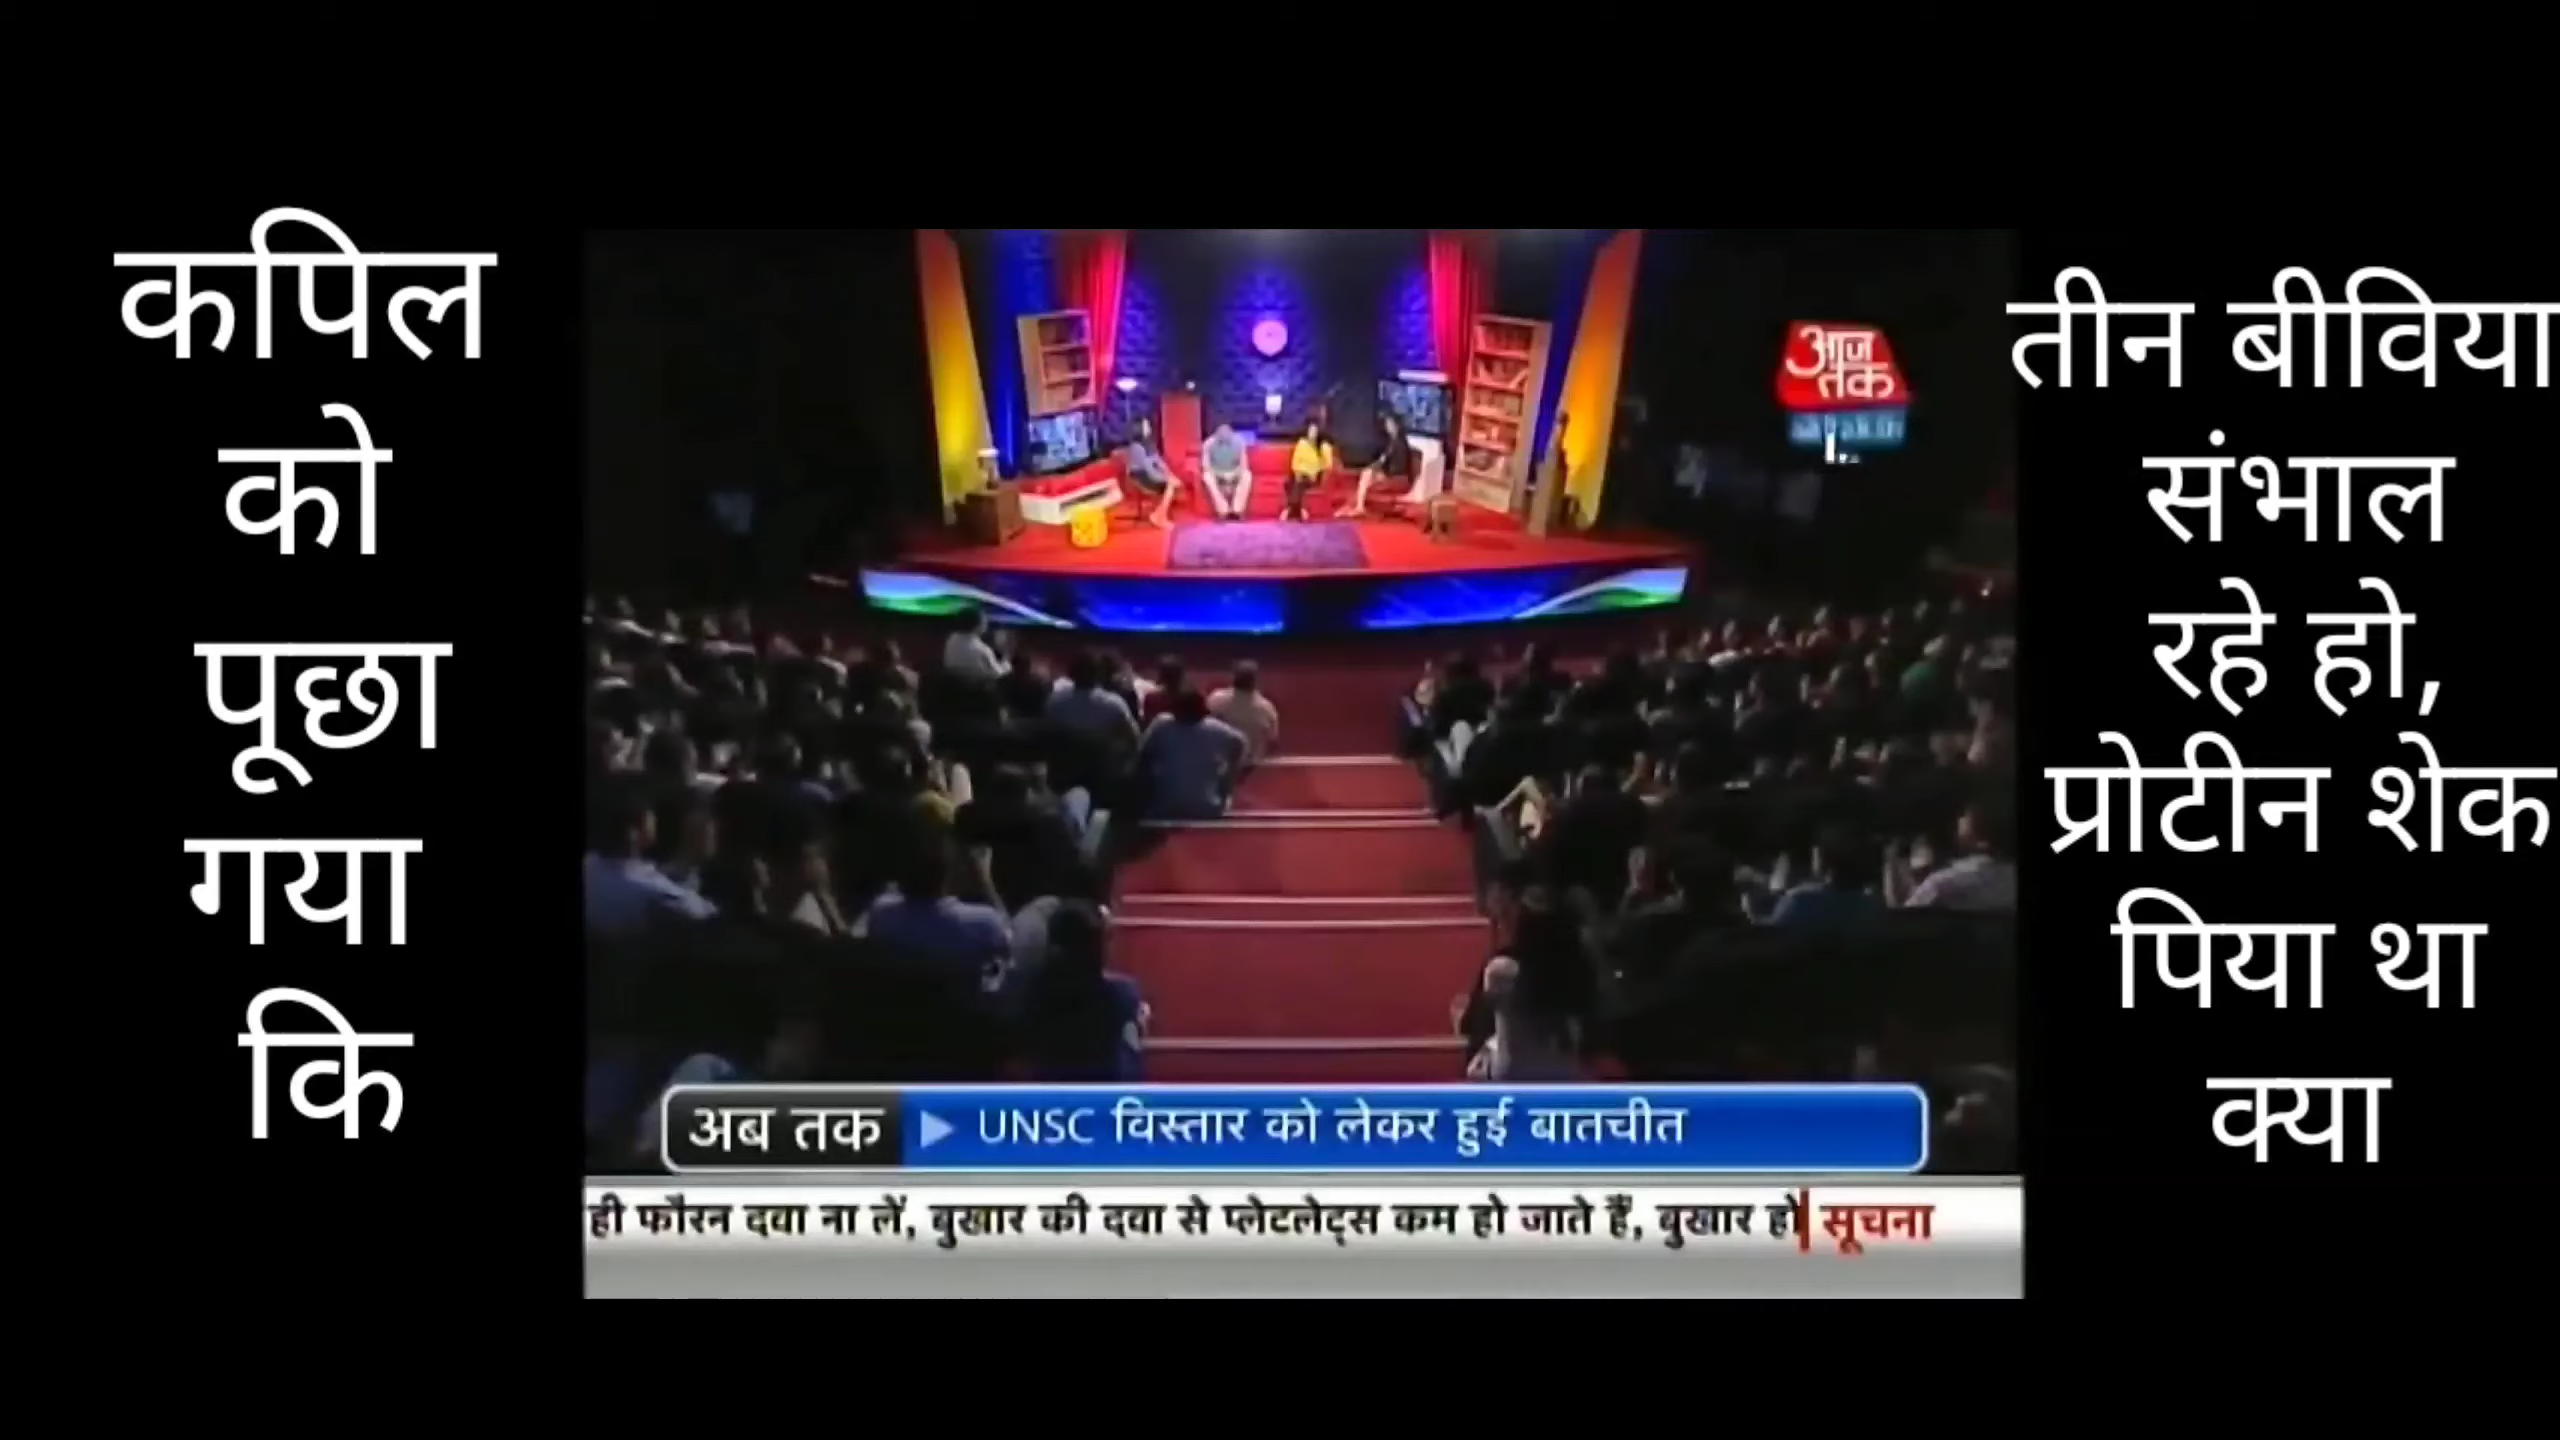 कपिल
को
पूछा
गया
कि
आज
तक
तीन बीविया
संभाल
रहे हो,
प्रोटीन शेक
पिया था
क्या
अब तक
UNSC विस्तार को लेकर हुई बातचीत
ही फौरन दवा ना लें, बुखार की दवा से प्लेटलेट्स कम हो जाते हैं, बुखार हो
सूचना